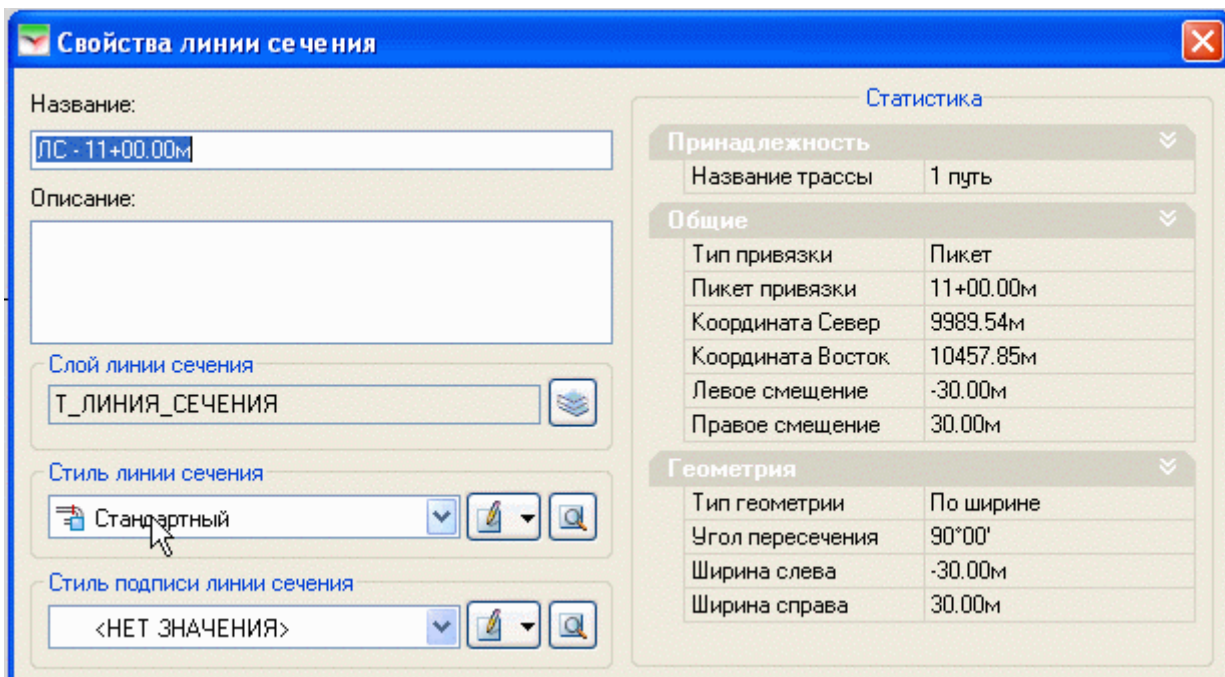 Свойства линии сечения
Название:
ЛС - 11+00.00м
Описание:
Слой линии сечения
Т_ЛИНИЯ_СЕЧЕНИЯ
Стиль линии сечения
Стандартный
Стиль подписи линии сечения
<НЕТ ЗНАЧЕНИЯ>
Статистика
Принадлежность
Название трассы 1 путь
Общие
Тип привязки Пикет
Пикет привязки 11+00.00м
Координата Север 9989.54м
Координата Восток 10457.85м
Левое смещение -30.00м
Правое смещение 30.00м
Геометрия
Тип геометрии По ширине
Угол пересечения 90°00'
Ширина слева -30.00м
Ширина справа 30.00м